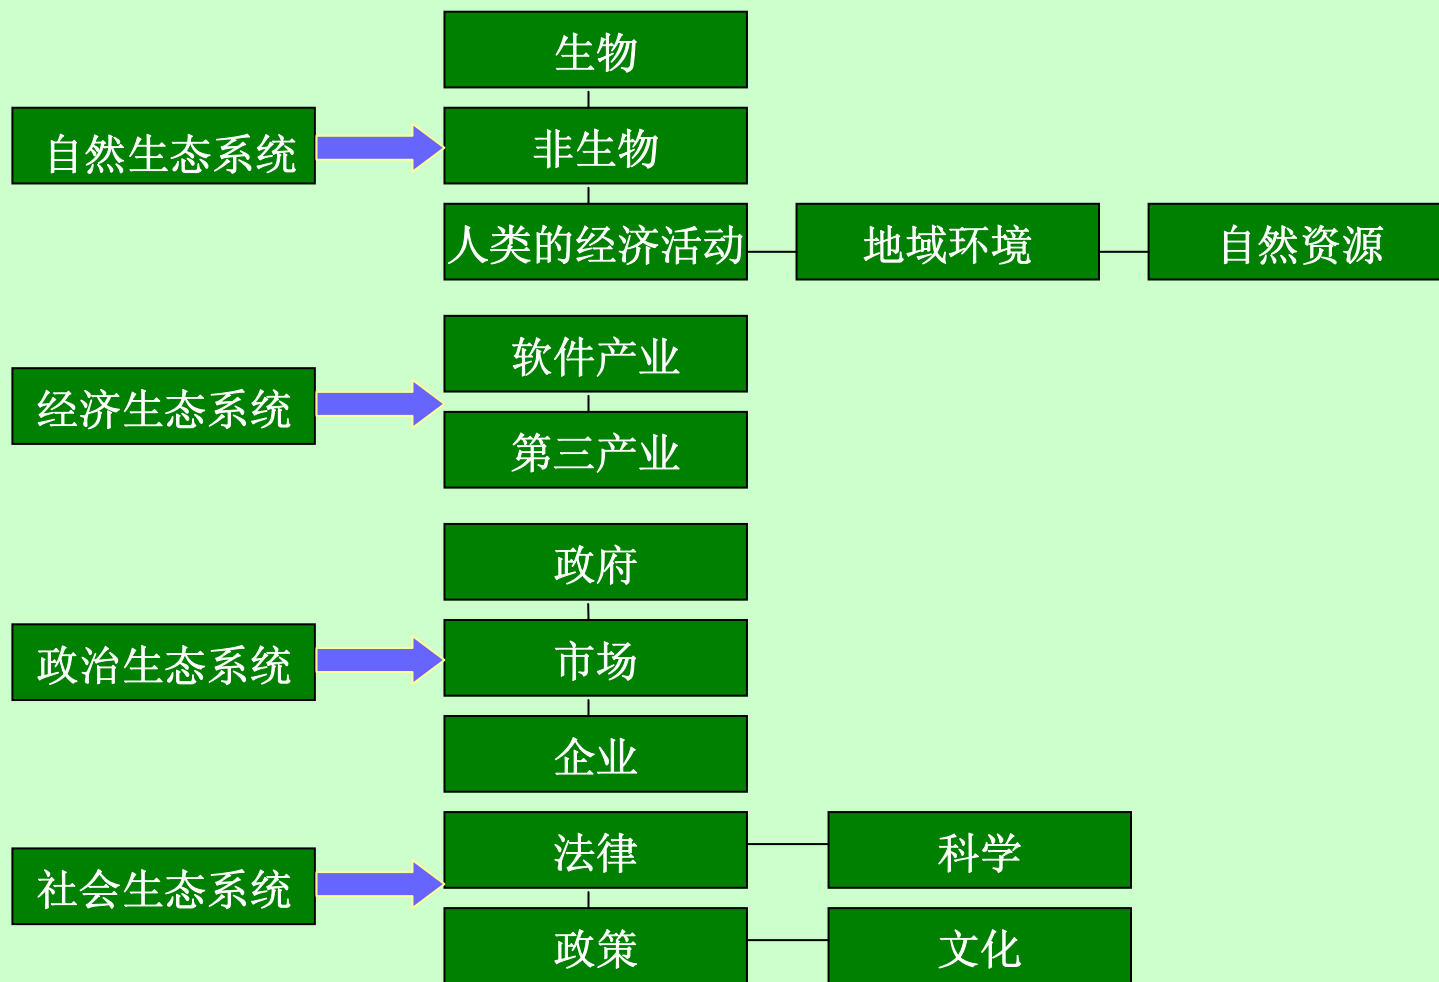 生物
自然生态系统
非生物
人类的经济活动
地域环境
自然资源
软件产业
经济生态系统
第三产业
政府
政治生态系统
市场
企业
法律
科学
社会生态系统
政策
文化